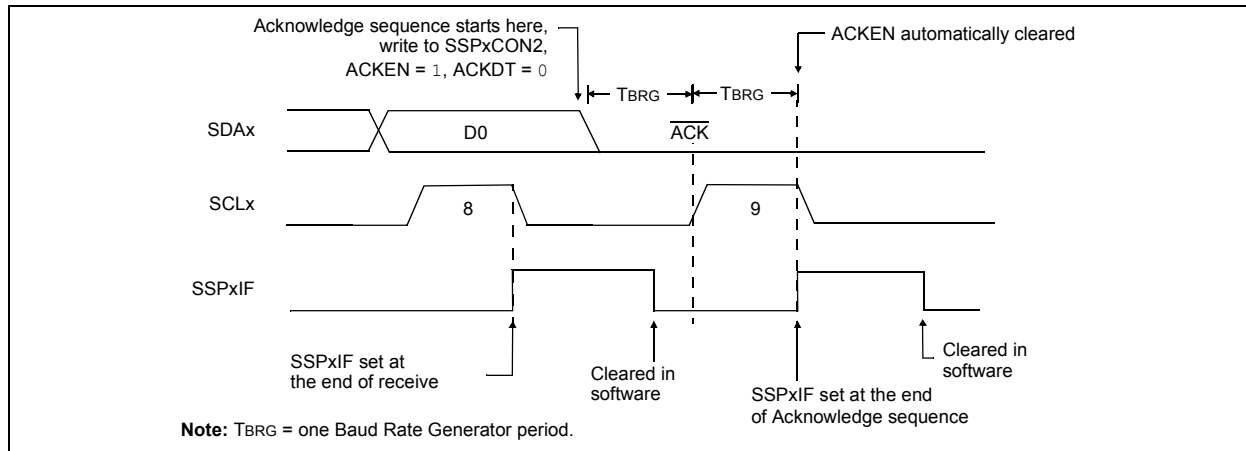 Acknowledge sequence starts here,
write to SSPxCON2,
ACKEN = 1, ACKDT = 0
ACKEN automatically cleared
TBRG
TBRG
SDAx
D0
ACK
SCLx
8
9
SSPxIF
SSPxIF set at
the end of receive
Cleared in
software
SSPxIF set at the end
of Acknowledge sequence
Cleared in
software
Note: TBRG = one Baud Rate Generator period.